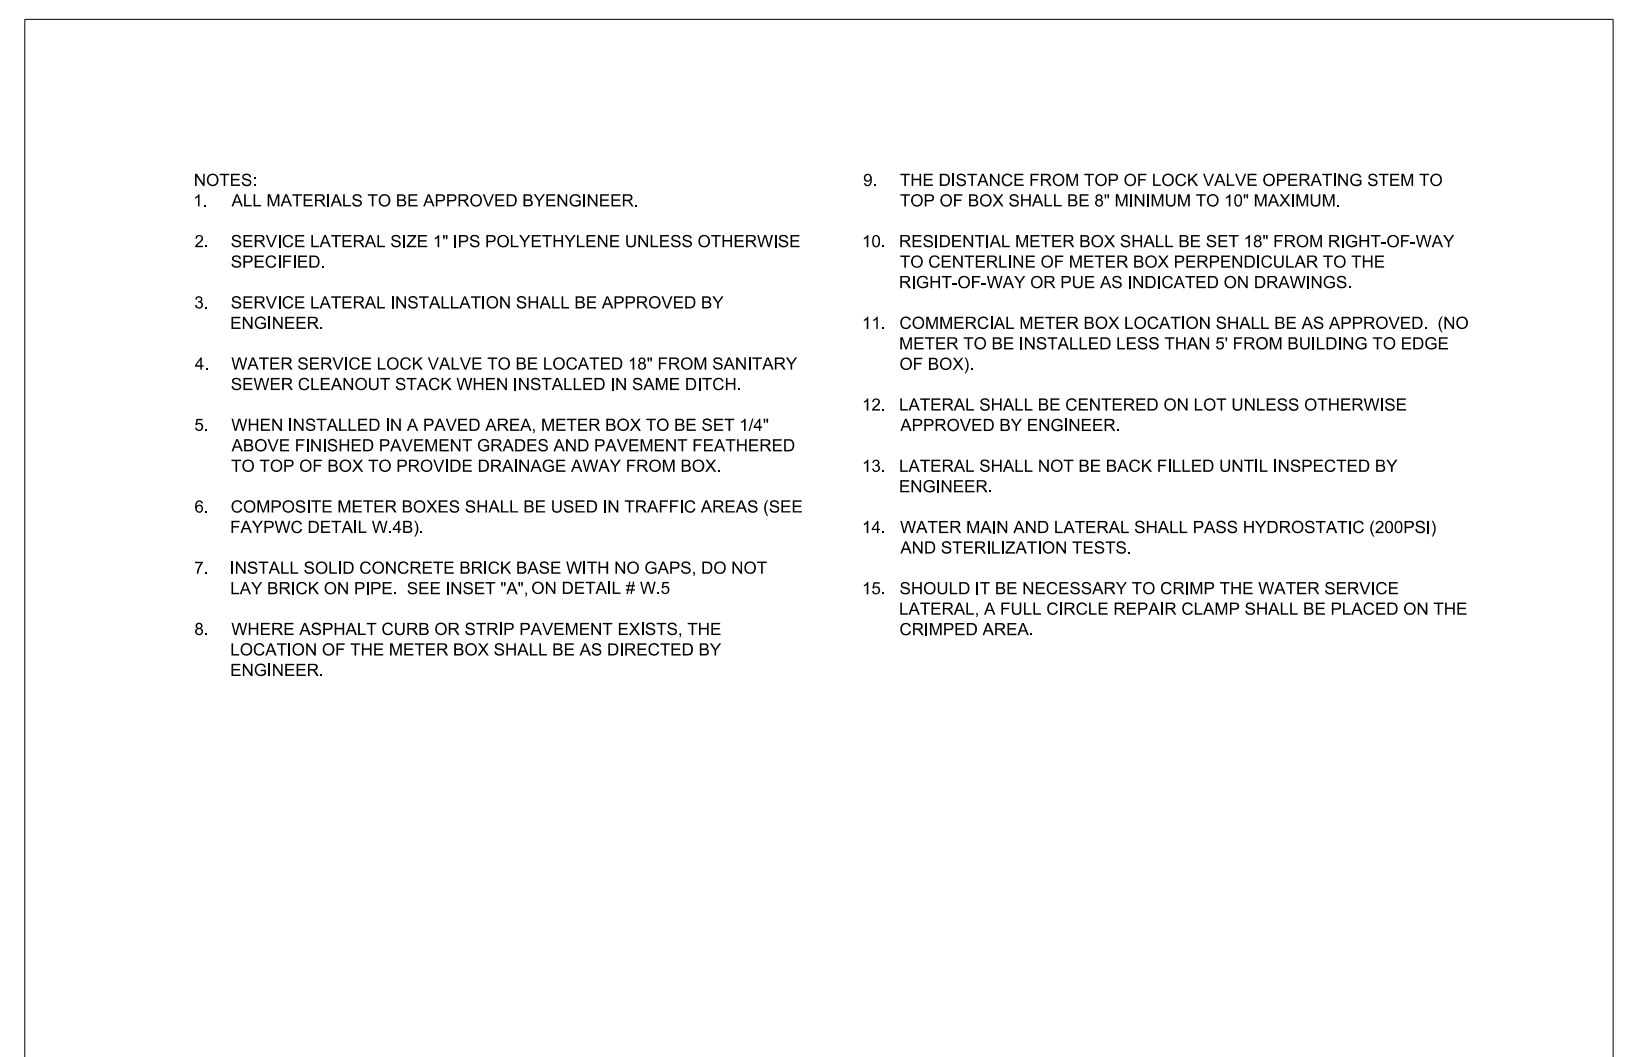 NOTES:
1. ALL MATERIALS TO BE APPROVED BYENGINEER.
2. SERVICE LATERAL SIZE 1" IPS POLYETHYLENE UNLESS OTHERWISE
SPECIFIED.
3. SERVICE LATERAL INSTALLATION SHALL BE APPROVED BY
ENGINEER.
4. WATER SERVICE LOCK VALVE TO BE LOCATED 18" FROM SANITARY
SEWER CLEANOUT STACK WHEN INSTALLED IN SAME DITCH.
5. WHEN INSTALLED IN A PAVED AREA, METER BOX TO BE SET 1/4"
ABOVE FINISHED PAVEMENT GRADES AND PAVEMENT FEATHERED
TO TOP OF BOX TO PROVIDE DRAINAGE AWAY FROM BOX.
6. COMPOSITE METER BOXES SHALL BE USED IN TRAFFIC AREAS (SEE
FAYPWC DETAIL W.4B).
7. INSTALL SOLID CONCRETE BRICK BASE WITH NO GAPS, DO NOT
LAY BRICK ON PIPE. SEE INSET "A", ON DETAIL # W.5
8. WHERE ASPHALT CURB OR STRIP PAVEMENT EXISTS, THE
LOCATION OF THE METER BOX SHALL BE AS DIRECTED BY
ENGINEER.
9. THE DISTANCE FROM TOP OF LOCK VALVE OPERATING STEM TO
TOP OF BOX SHALL BE 8" MINIMUM TO 10" MAXIMUM.
10. RESIDENTIAL METER BOX SHALL BE SET 18" FROM RIGHT-OF-WAY
TO CENTERLINE OF METER BOX PERPENDICULAR TO THE
RIGHT-OF-WAY OR PUE AS INDICATED ON DRAWINGS.
11. COMMERCIAL METER BOX LOCATION SHALL BE AS APPROVED. (NO
METER TO BE INSTALLED LESS THAN 5' FROM BUILDING TO EDGE
OF BOX).
12. LATERAL SHALL BE CENTERED ON LOT UNLESS OTHERWISE
APPROVED BY ENGINEER.
13. LATERAL SHALL NOT BE BACK FILLED UNTIL INSPECTED BY
ENGINEER.
14. WATER MAIN AND LATERAL SHALL PASS HYDROSTATIC (200PSI)
AND STERILIZATION TESTS.
15. SHOULD IT BE NECESSARY TO CRIMP THE WATER SERVICE
LATERAL, A FULL CIRCLE REPAIR CLAMP SHALL BE PLACED ON THE
CRIMPED AREA.